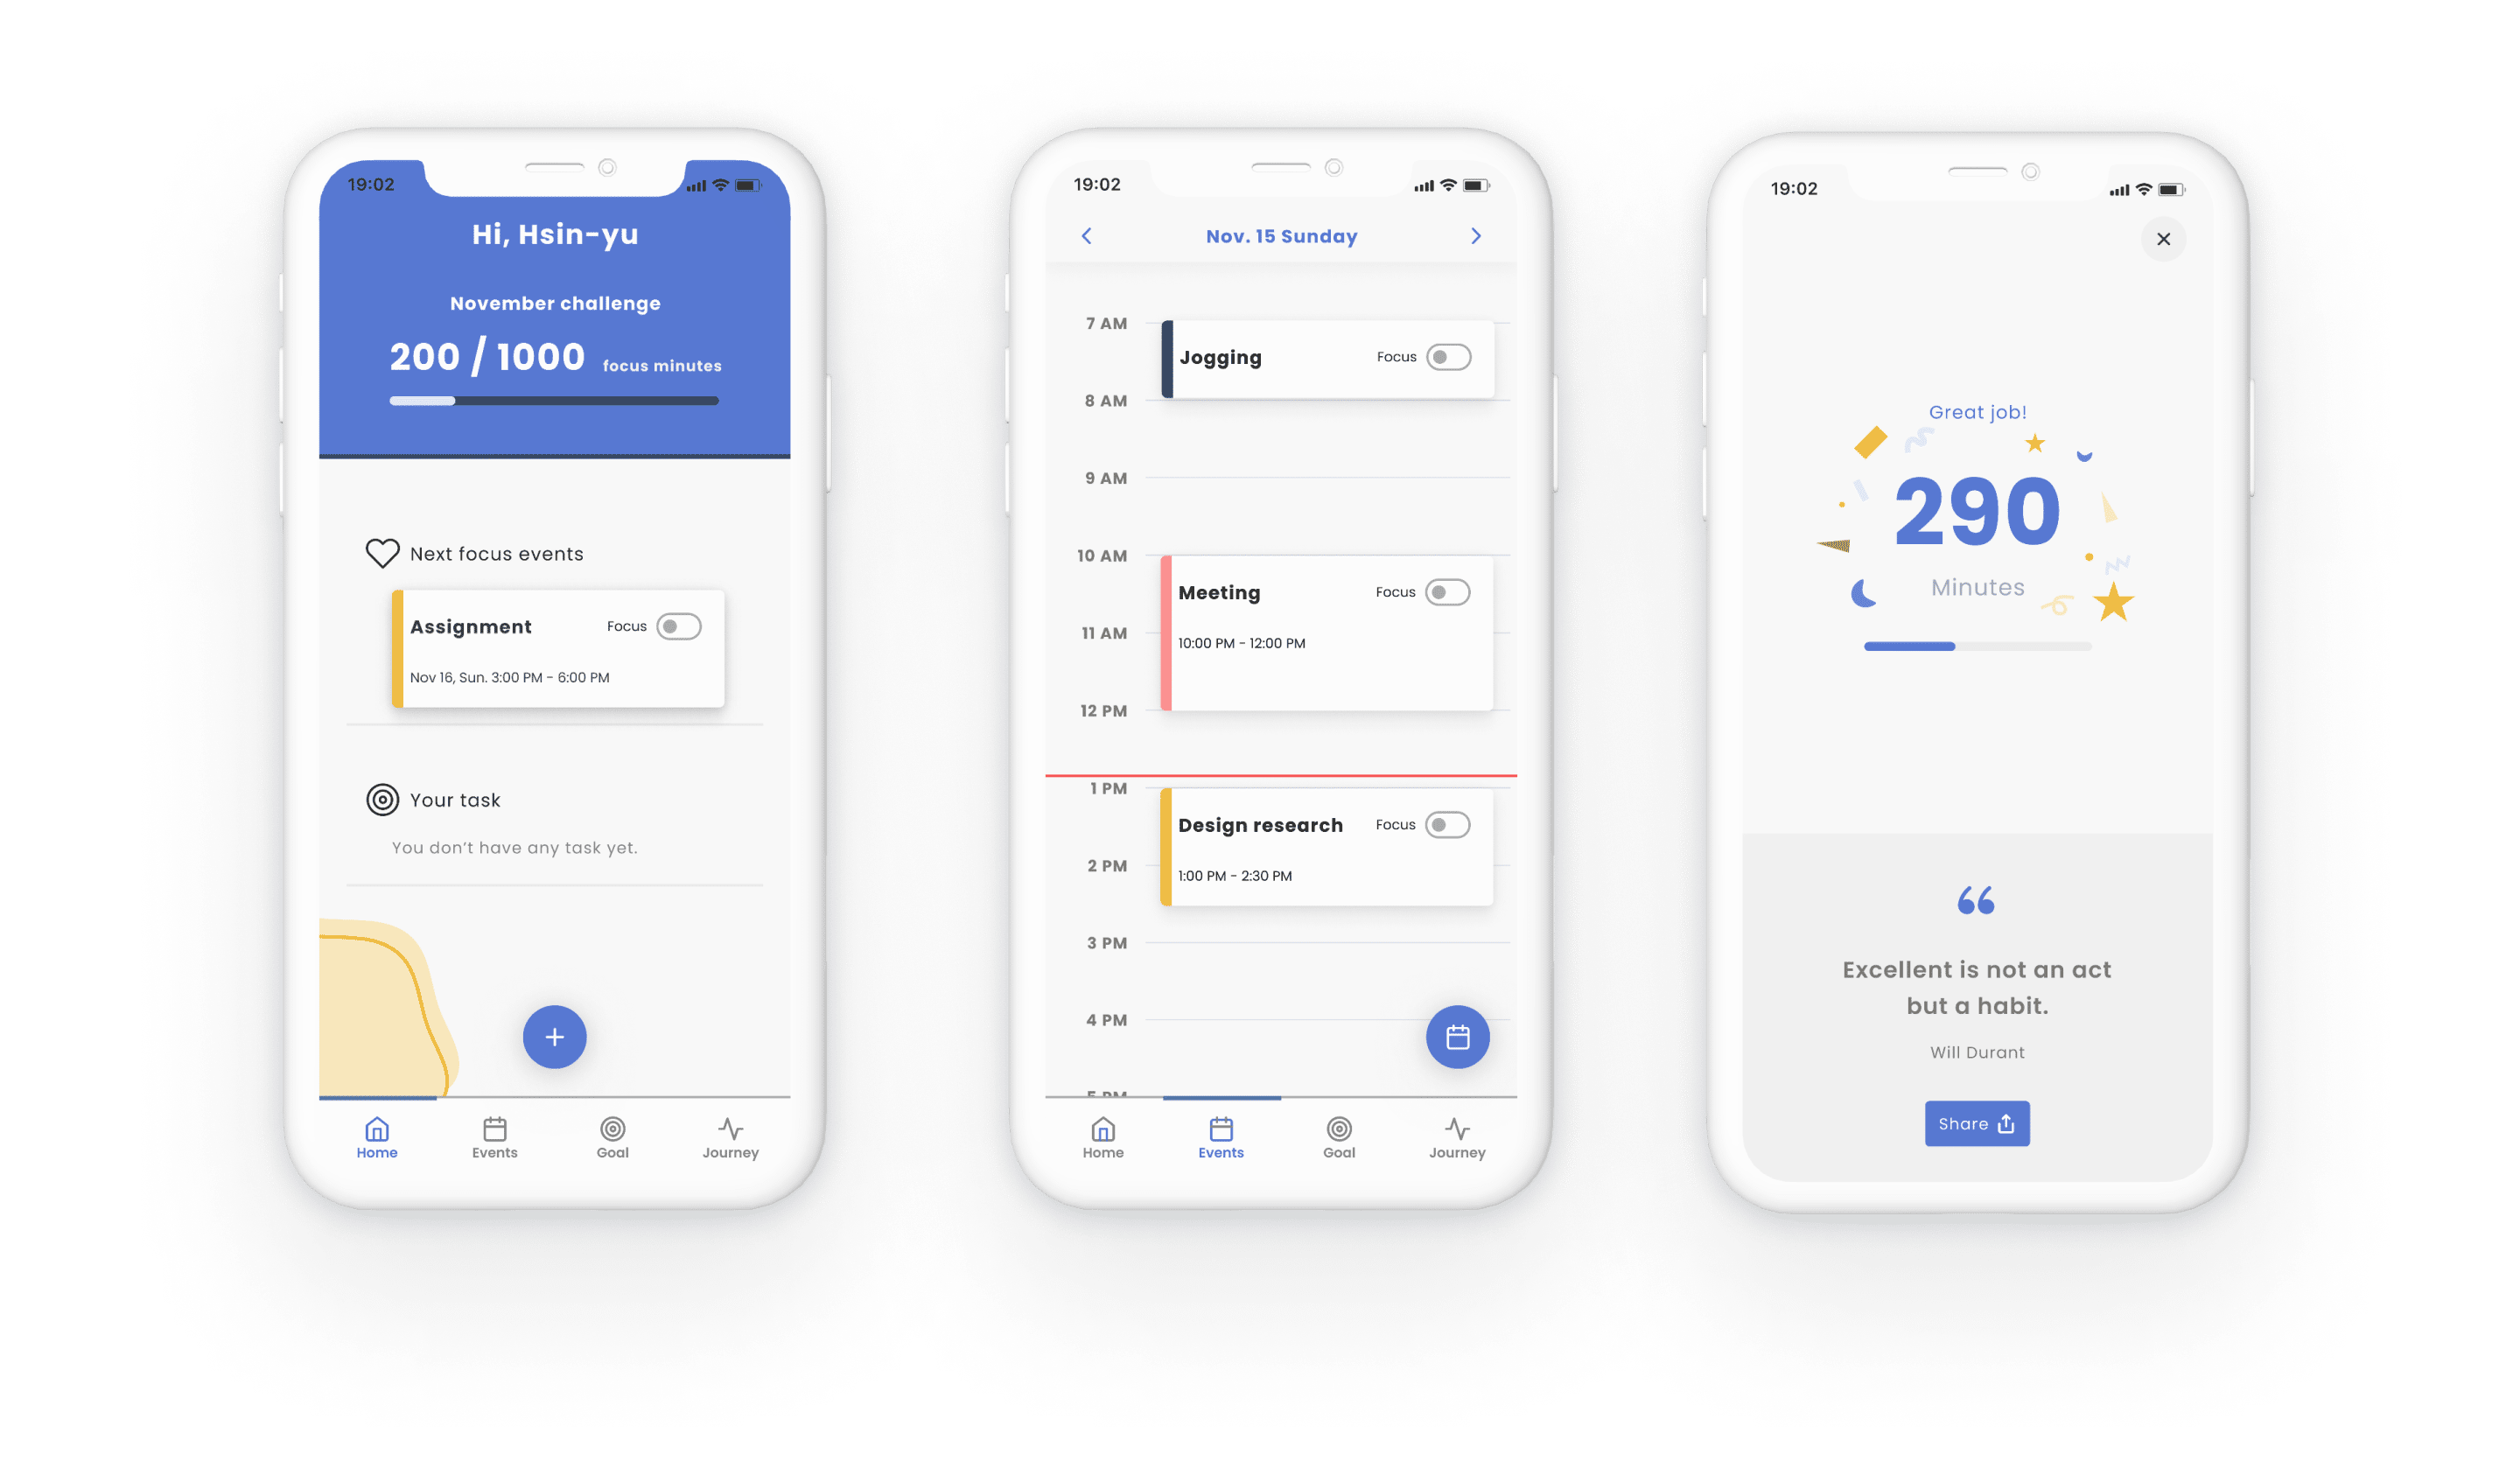 19:02
Hi, Hsin-yu
November challenge
200 / 1000 focus minutes
Next focus events
Assignment Focus
Nov 16, Sun. 3:00 PM - 6:00 PM
Your task
You don't have any task yet.
Home Events Goal Journey
19:02
Nov. 15 Sunday
7 AM
Jogging Focus
8 AM
9 AM
10 AM
Meeting Focus
11 AM
10:00 PM - 12:00 PM
12 PM
1 PM
Design research Focus
2 PM
1:00 PM - 2:30 PM
3 PM
4 PM
5 PM
Home Events Goal Journey
19:02
Great job!
290
Minutes
“
Excellent is not an act
but a habit.
Will Durant
Share